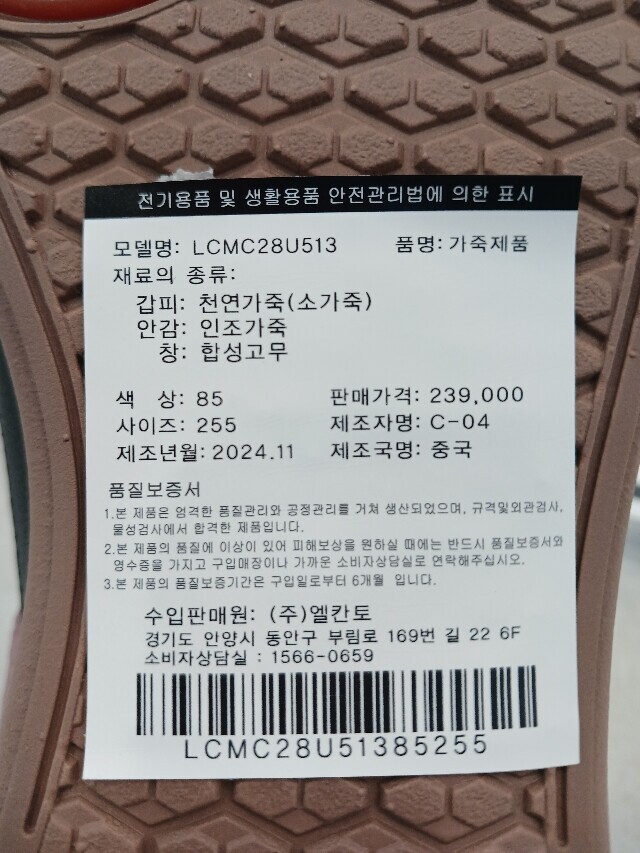 전기용품 및 생활용품 안전관리법에 의한 표시
모델명: LCMC28U513 품명: 가죽제품
재료의 종류:
갑피: 천연가죽(소가죽)
안감: 인조가죽
창: 합성고무
색 상: 85 판매가격: 239,000
사이즈: 255 제조자명: C-04
제조년월: 2024.11 제조국명: 중국
품질보증서
1.본 제품은 엄격한 품질관리와 공정관리를 거쳐 생산되었으며, 규격및외관검사,
물성검사에서 합격한 제품입니다.
2.본 제품의 품질에 이상이 있어 피해보상을 원하실 때에는 반드시 품질보증서와
영수증을 가지고 구입매장이나 가까운 소비자상담실로 연락해주십시오.
3.본 제품의 품질보증기간은 구입일로부터 6개월 입니다.
수입판매원: (주)엘칸토
경기도 안양시 동안구 부림로 169번 길 22 6F
소비자상담실 : 1566-0659
LCMC28U51385255